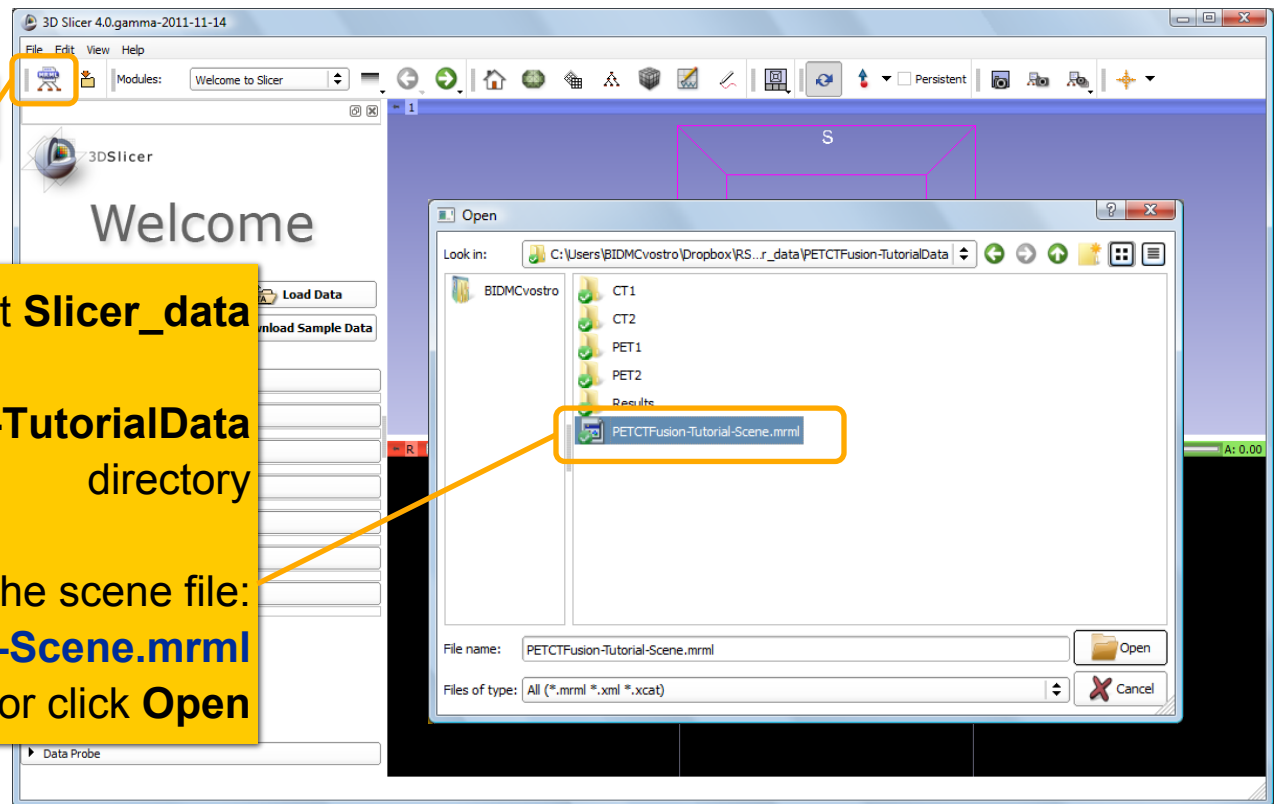 3D Slicer 4.0.gamma-2011-11-14
File Edit View Help
Modules: Welcome to Slicer Persistent
1
3DSlicer
Welcome
S
Load Data
Download Sample Data
t Slicer_data
-TutorialData
directory
he scene file:
-Scene.mrml
or click Open
Data Probe
R
A: 0.00
Open
Look in: C:\Users\BIDMCvostro\Dropbox\RS...r_data\PETCTFusion-TutorialData
BIDMCvostro
CT1
CT2
PET1
PET2
Results
PETCTFusion-Tutorial-Scene.mrml
File name: PETCTFusion-Tutorial-Scene.mrml Open
Files of type: All (*.mrml *.xml *.xcat) Cancel